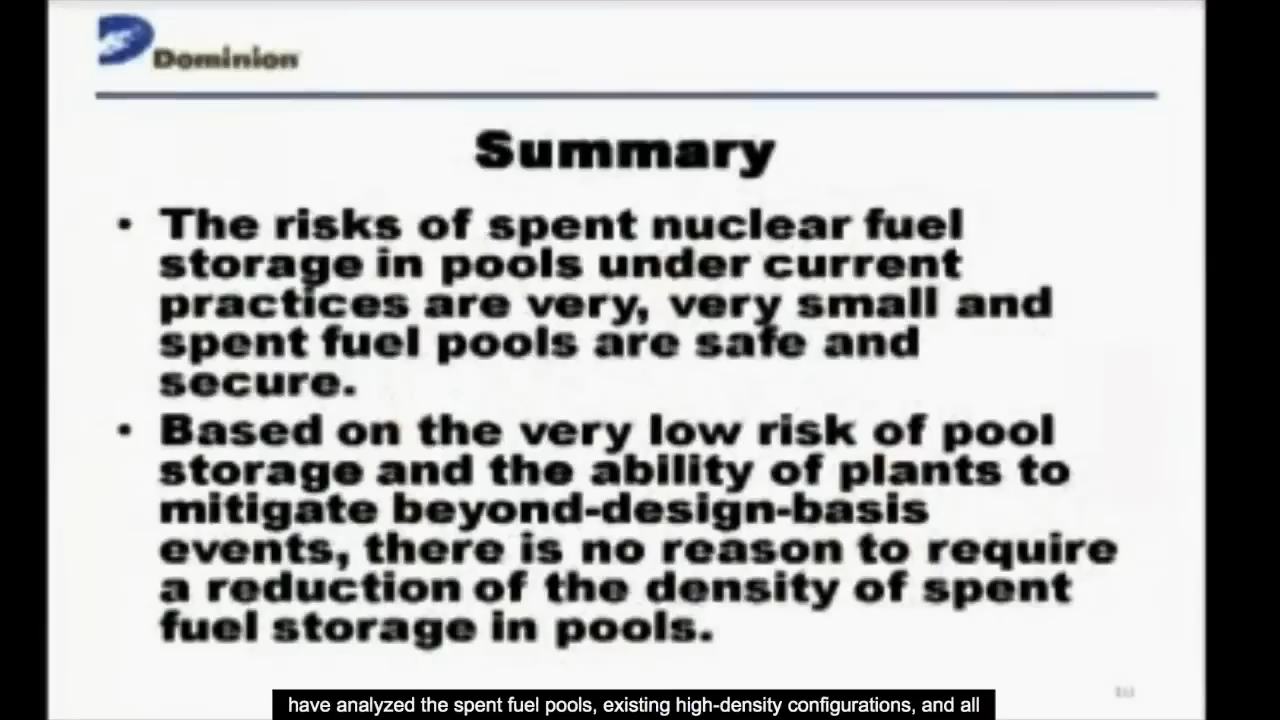 Dominion
Summary
• The risks of spent nuclear fuel
storage in pools under current
practices are very, very small and
spent fuel pools are safe and
secure.
• Based on the very low risk of pool
storage and the ability of plants to
mitigate beyond-design-basis
events, there is no reason to require
a reduction of the density of spent
fuel storage in pools.
have analyzed the spent fuel pools, existing high-density configurations, and all